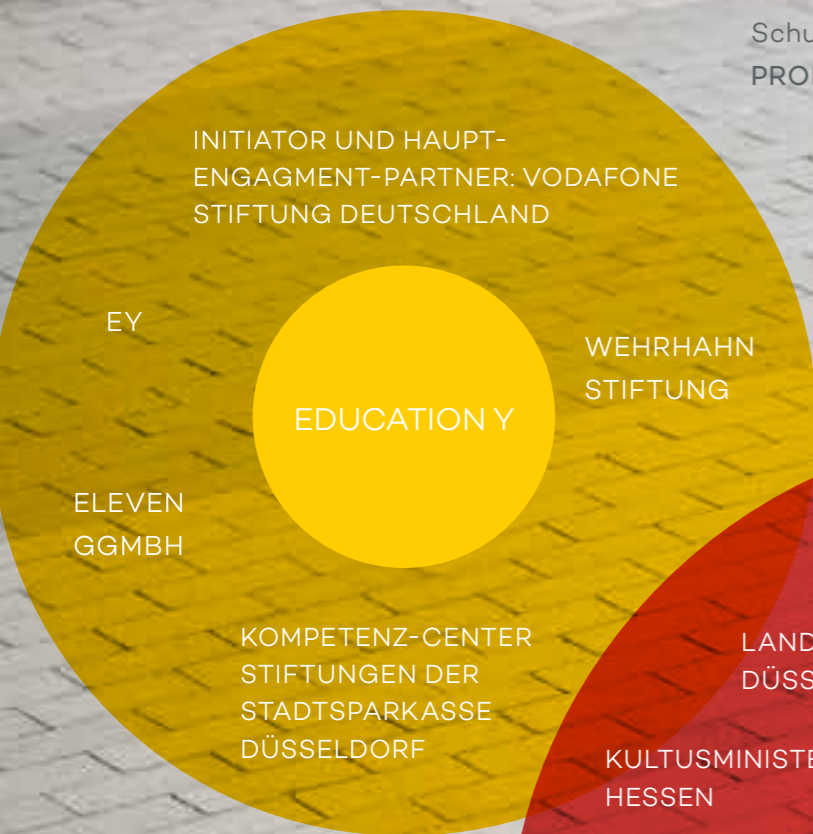 INITIATOR UND HAUPT-
ENGAGMENT-PARTNER: VODAFONE
STIFTUNG DEUTSCHLAND
EY
WEHRHAHN
STIFTUNG
EDUCATION Y
ELEVEN
GGMBH
KOMPETENZ-CENTER
STIFTUNGEN DER
STADTSPARKASSE
DÜSSELDORF
HESSEN